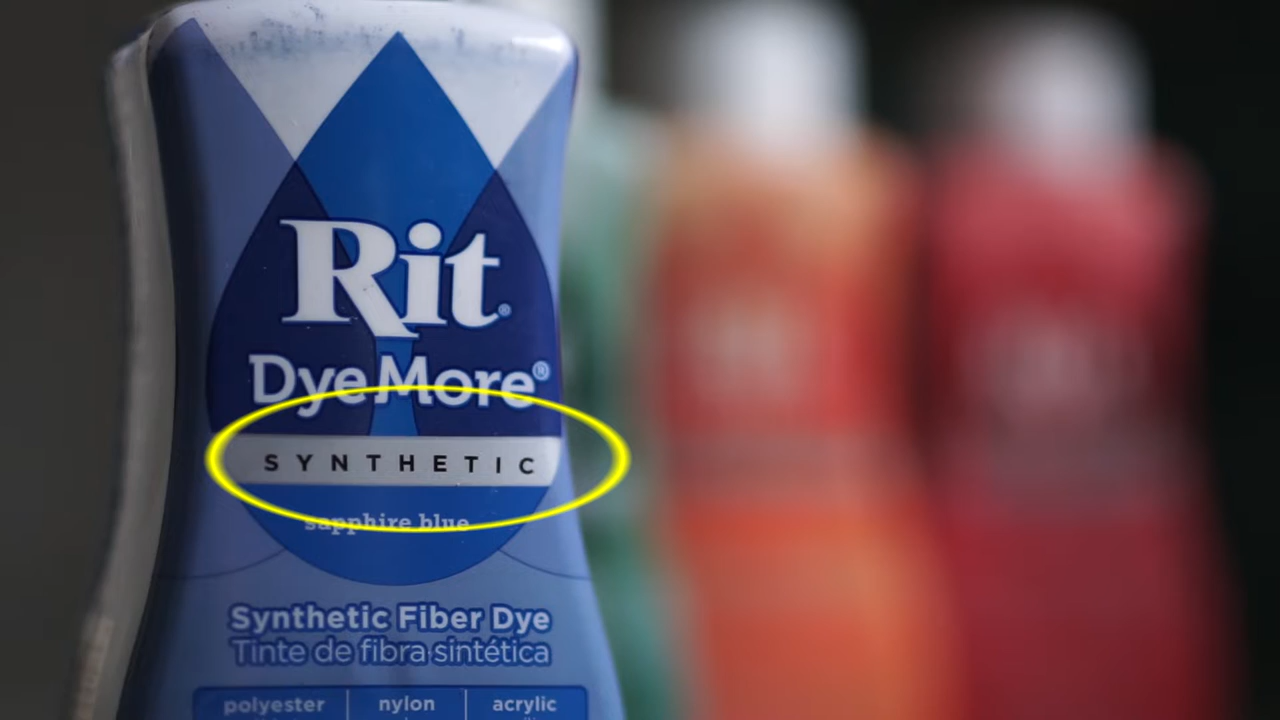 Rit®
DyeMore®
SYNTHETIC
sapphire blue
Synthetic Fiber Dye
Tinte de fibra sintética
polyester nylon acrylic